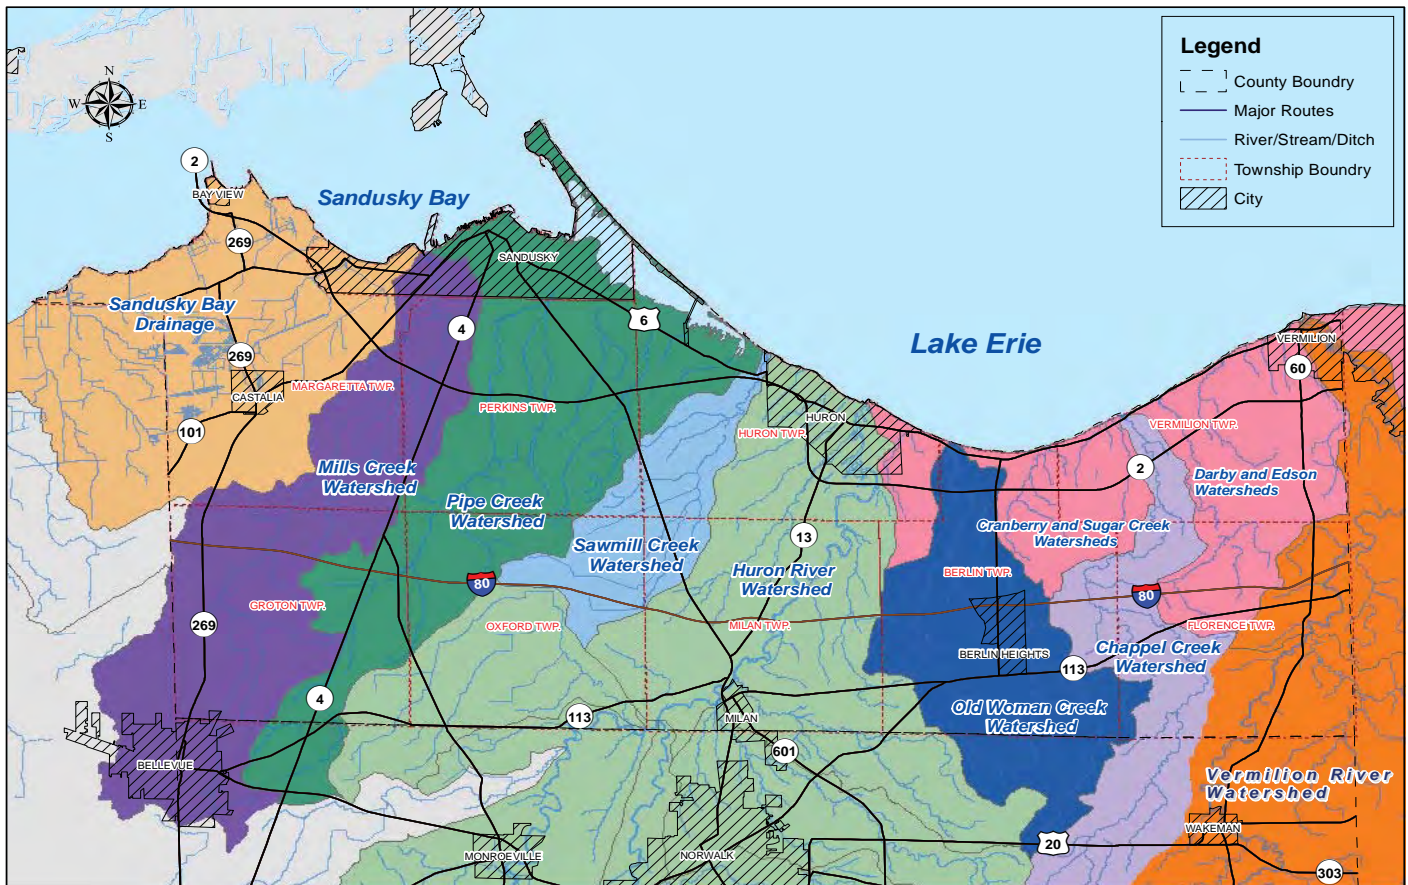 Legend
County Boundry
Major Routes
River/Stream/Ditch
Township Boundry
City
N
W
E
S
2
BAY VIEW
Sandusky Bay
269
SANDUSKY
Sandusky Bay
Drainage
4
6
Lake Erie
VERMILION
269
60
MARGARETTA TWP.
CASTALIA
PERKINS TWP.
HURON
VERMILION TWP.
101
HURON TWP.
Mills Creek
Watershed
2
Darby and Edson
Watersheds
Pipe Creek
Watershed
Cranberry and Sugar Creek
Watersheds
13
Sawmill Creek
Watershed
Huron River
Watershed
BERLIN TWP.
80
80
GROTON TWP.
269
OXFORD TWP.
MILAN TWP.
FLORENCE TWP.
BERLIN HEIGHTS
Chappel Creek
Watershed
113
4
Old Woman Creek
Watershed
113
MILAN
601
BELLEVUE
Vermilion River
Watershed
WAKEMAN
20
MONROEVILLE
NORWALK
303